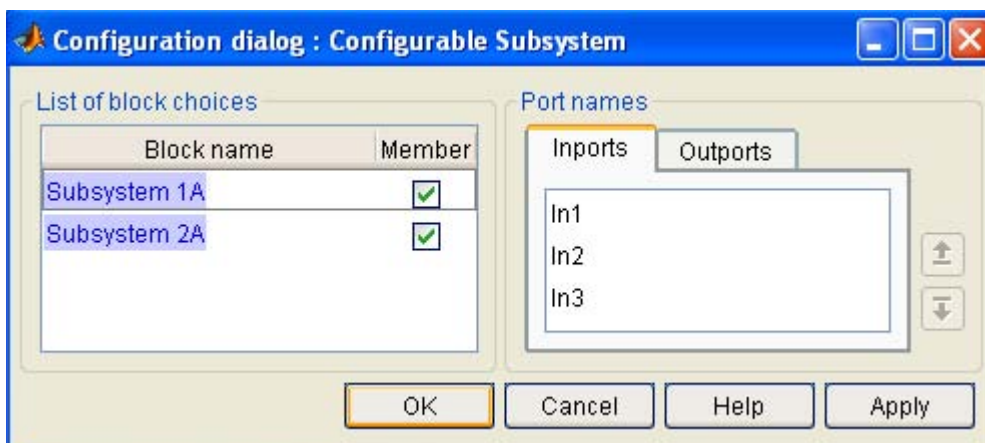 Configuration dialog : Configurable Subsystem
List of block choices
Block name Member
Subsystem 1A
Subsystem 2A
Port names
Inports Outports
In1
In2
In3
OK Cancel Help Apply